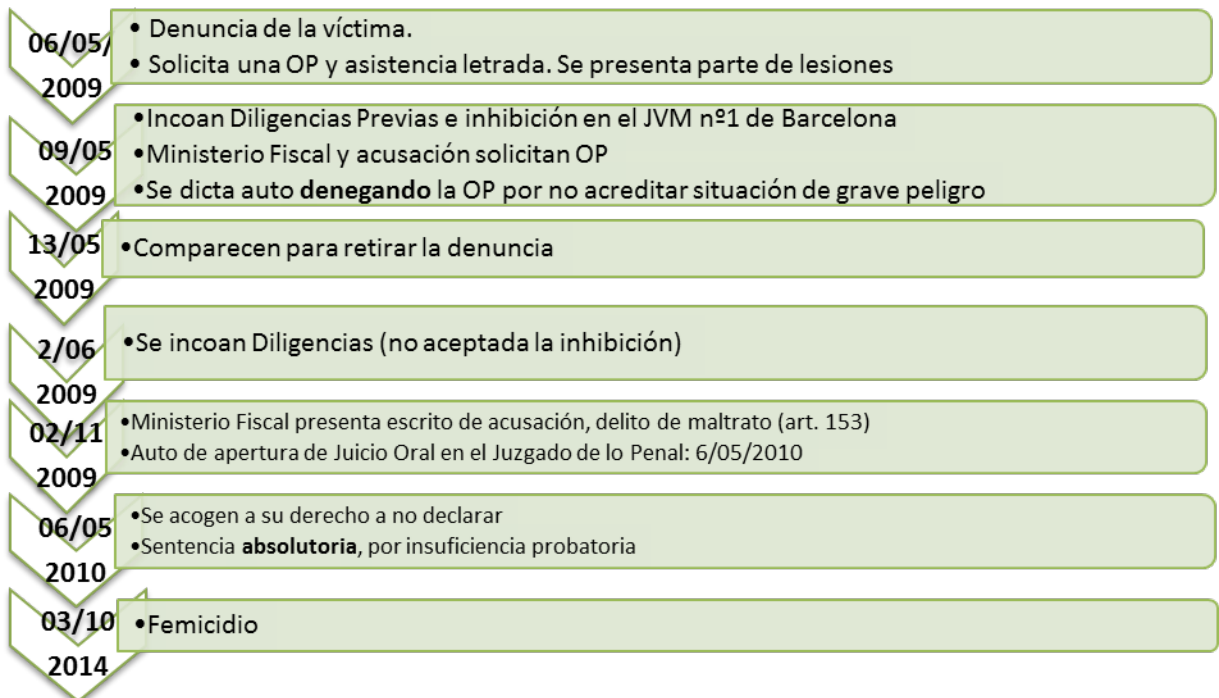 06/05/
2009
• Denuncia de la víctima.
• Solicita una OP y asistencia letrada. Se presenta parte de lesiones
09/05
2009
•Incoan Diligencias Previas e inhibición en el JVM nº1 de Barcelona
•Ministerio Fiscal y acusación solicitan OP
•Se dicta auto denegando la OP por no acreditar situación de grave peligro
13/05
2009
•Comparecen para retirar la denuncia
2/06
2009
•Se incoan Diligencias (no aceptada la inhibición)
02/11
2009
•Ministerio Fiscal presenta escrito de acusación, delito de maltrato (art. 153)
•Auto de apertura de Juicio Oral en el Juzgado de lo Penal: 6/05/2010
06/05
2010
•Se acogen a su derecho a no declarar
•Sentencia absolutoria, por insuficiencia probatoria
03/10
2014
•Femicidio